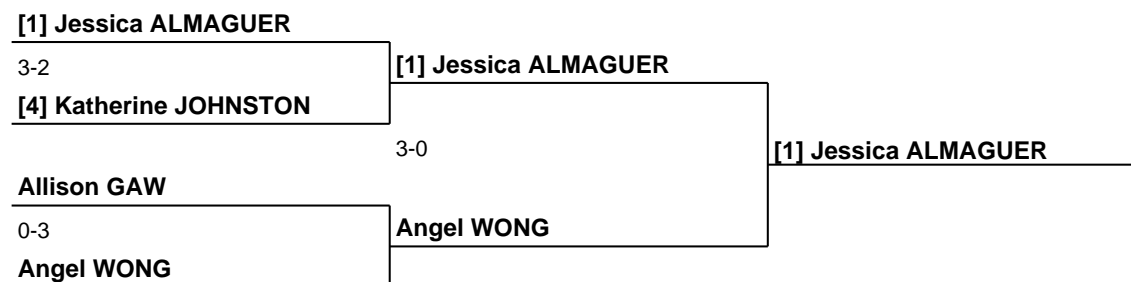 [1] Jessica ALMAGUER
3-2
[1] Jessica ALMAGUER
[4] Katherine JOHNSTON
3-0
[1] Jessica ALMAGUER
Allison GAW
0-3
Angel WONG
Angel WONG